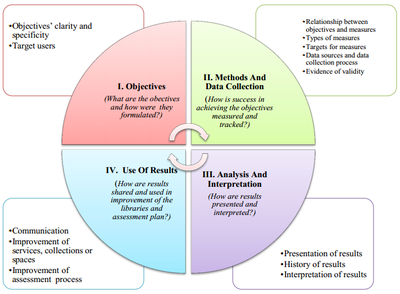 •Objectives' clarity and
specificity
•Target users
•Relationship between
objectives and measures
•Types of measures
•Targets for measures
•Data sources and data
collection process
•Evidence of validity
I. Objectives
(What are the obectives and
how were they
formulated?)
II. Methods And
Data Collection
(How is success in
achieving the objectives
measured and
tracked?)
IV. Use Of Results
(How are results
shared and used in
improvement of the
libraries and
assessment plan?)
III. Analysis And
Interpretation
(How are results
presented and
interpreted?)
•Communication
•Improvement of
services, collections or
spaces
•Improvement of
assessment process
•Presentation of results
•History of results
•Interpretation of results